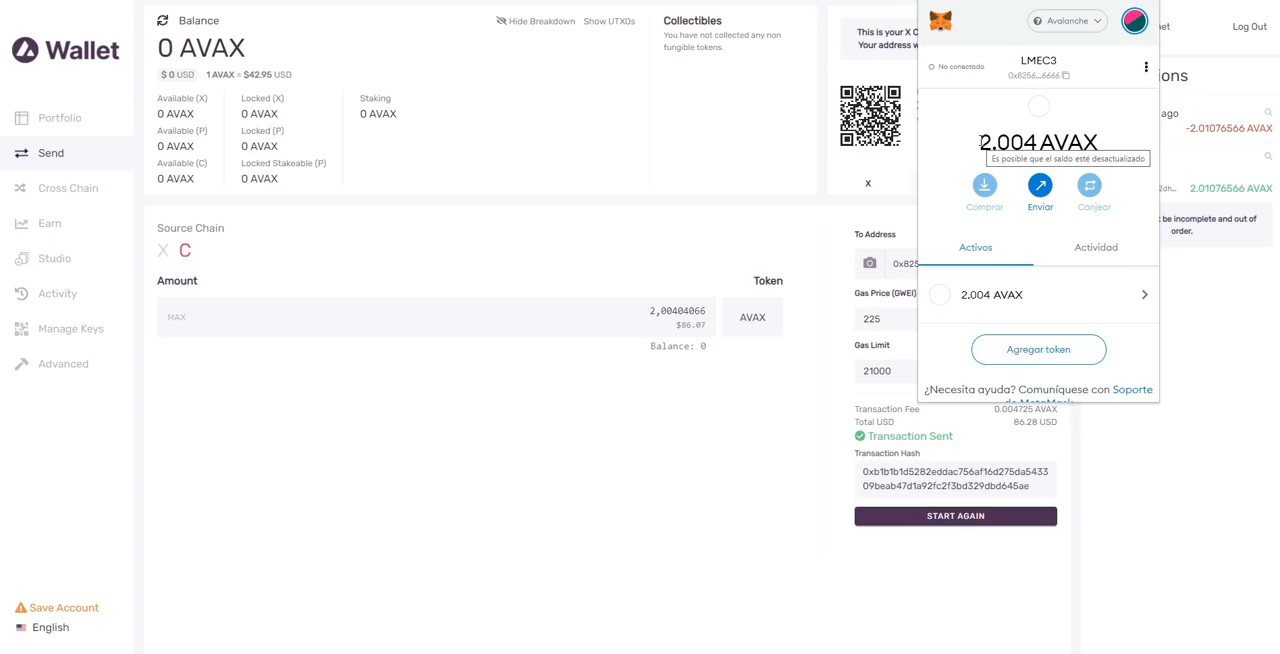 Wallet
Portfolio
Send
Cross Chain
Earn
Studio
Activity
Manage Keys
Advanced
Save Account
English
Balance
Hide Breakdown
Show UTXOs
0 AVAX
$ 0 USD
1 AVAX = $42.95 USD
Available (X)
0 AVAX
Available (P)
0 AVAX
Available (C)
0 AVAX
Locked (X)
0 AVAX
Locked (P)
0 AVAX
Locked Stakeable (P)
0 AVAX
Staking
0 AVAX
Collectibles
You have not collected any non
fungible tokens.
This is your X C
Your address w
X
Source Chain
X C
Amount
Token
MAX
2,00404066
$86.07
AVAX
Balance: 0
To Address
0x825
Gas Price (GWEI)
225
Gas Limit
21000
Transaction Fee
0.004725 AVAX
Total USD
86.28 USD
Transaction Sent
Transaction Hash
0xb1b1b1d5282eddac756af16d275da5433
09beab47d1a92fc2f3bd329dbd645ae
START AGAIN
Avalanche
No conectado
LMEC3
0x8256...6666
2.004 AVAX
Es posible que el saldo esté desactualizado
Comprar
Enviar
Canjear
Activos
Actividad
2.004 AVAX
Agregar token
¿Necesita ayuda? Comuníquese con Soporte
de MetaMask
net
Log Out
ions
ago
-2.01076566 AVAX
2dh...
2.01076566 AVAX
t be incomplete and out of
order.